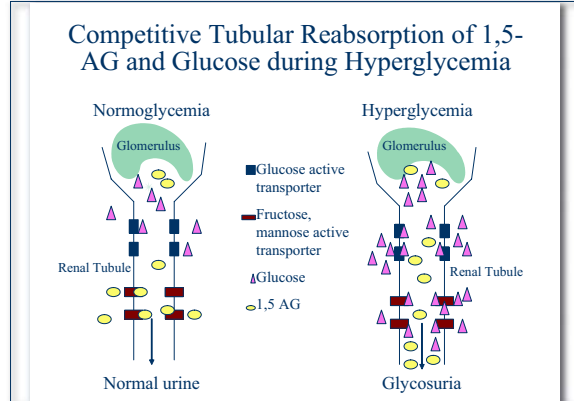 Competitive Tubular Reabsorption of 1,5-
AG and Glucose during Hyperglycemia
Normoglycemia
Hyperglycemia
Glomerulus
Glomerulus
Glucose active
transporter
Fructose,
mannose active
transporter
Renal Tubule
Renal Tubule
Glucose
1,5 AG
Normal urine
Glycosuria